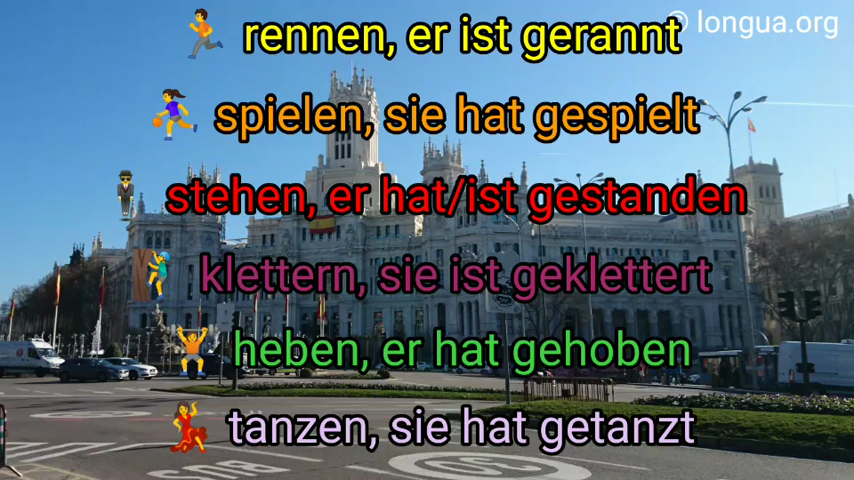 © longua.org
rennen, er ist gerannt
spielen, sie hat gespielt
stehen, er hat/ist gestanden
klettern, sie ist geklettert
heben, er hat gehoben
tanzen, sie hat getanzt
BUS